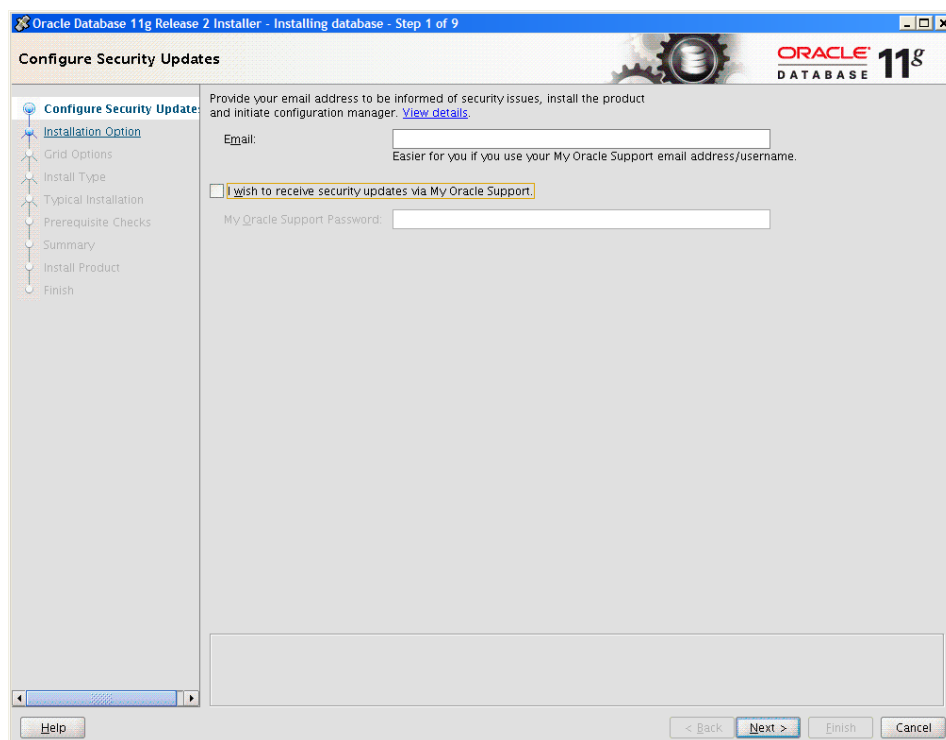 Oracle Database 11g Release 2 Installer - Installing database - Step 1 of 9
Configure Security Updates
ORACLE
DATABASE 11g
Configure Security Update
Installation Option
Grid Options
Install Type
Typical Installation
Prerequisite Checks
Summary
Install Product
Finish
Provide your email address to be informed of security issues, install the product
and initiate configuration manager. View details.
Email:
Easier for you if you use your My Oracle Support email address/username.
I wish to receive security updates via My Oracle Support.
My Oracle Support Password:
Help
< Back
Next >
Finish
Cancel